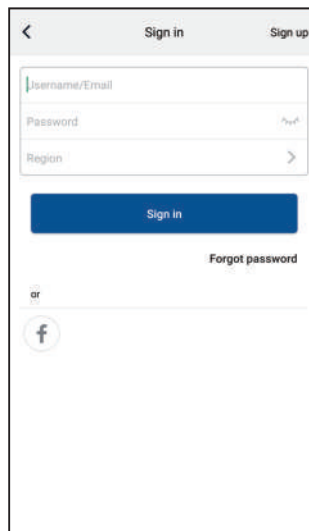 Sign in
Sign up
Username/Email
Password
Region
Sign in
Forgot password
or
f